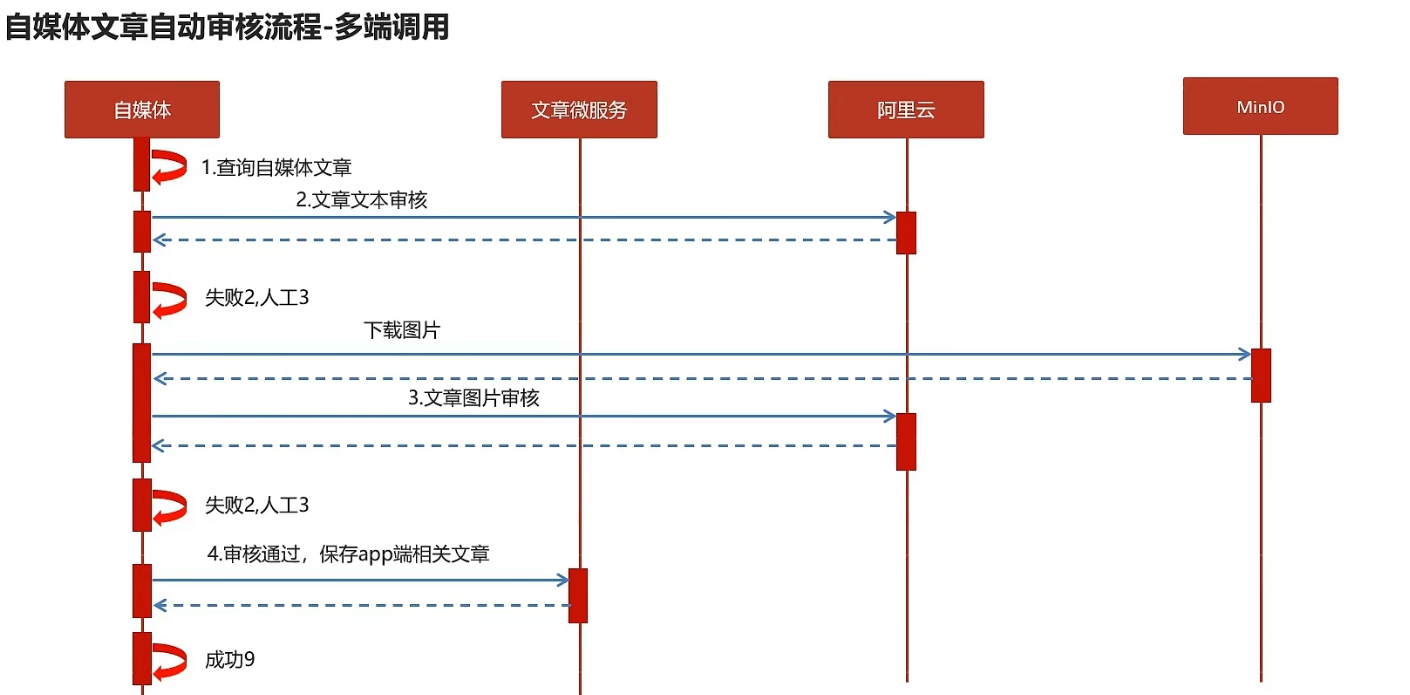 自媒体文章自动审核流程-多端调用
自媒体
文章微服务
阿里云
MinIO
1.查询自媒体文章
2.文章文本审核
失败2,人工3
下载图片
3.文章图片审核
失败2,人工3
4.审核通过，保存app端相关文章
成功9